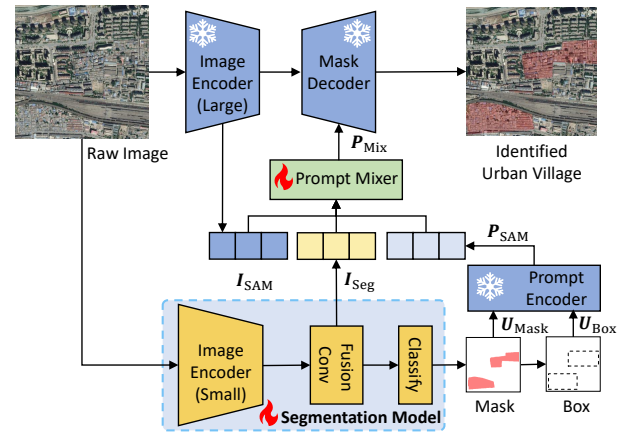 Image
Encoder
(Large)
Mask
Decoder
Raw Image
Identified
Urban Village
P_Mix
Prompt Mixer
P_SAM
I_SAM
I_Seg
Prompt
Encoder
U_Mask
U_Box
Image
Encoder
(Small)
Fusion
Conv
Classify
Segmentation Model
Mask
Box